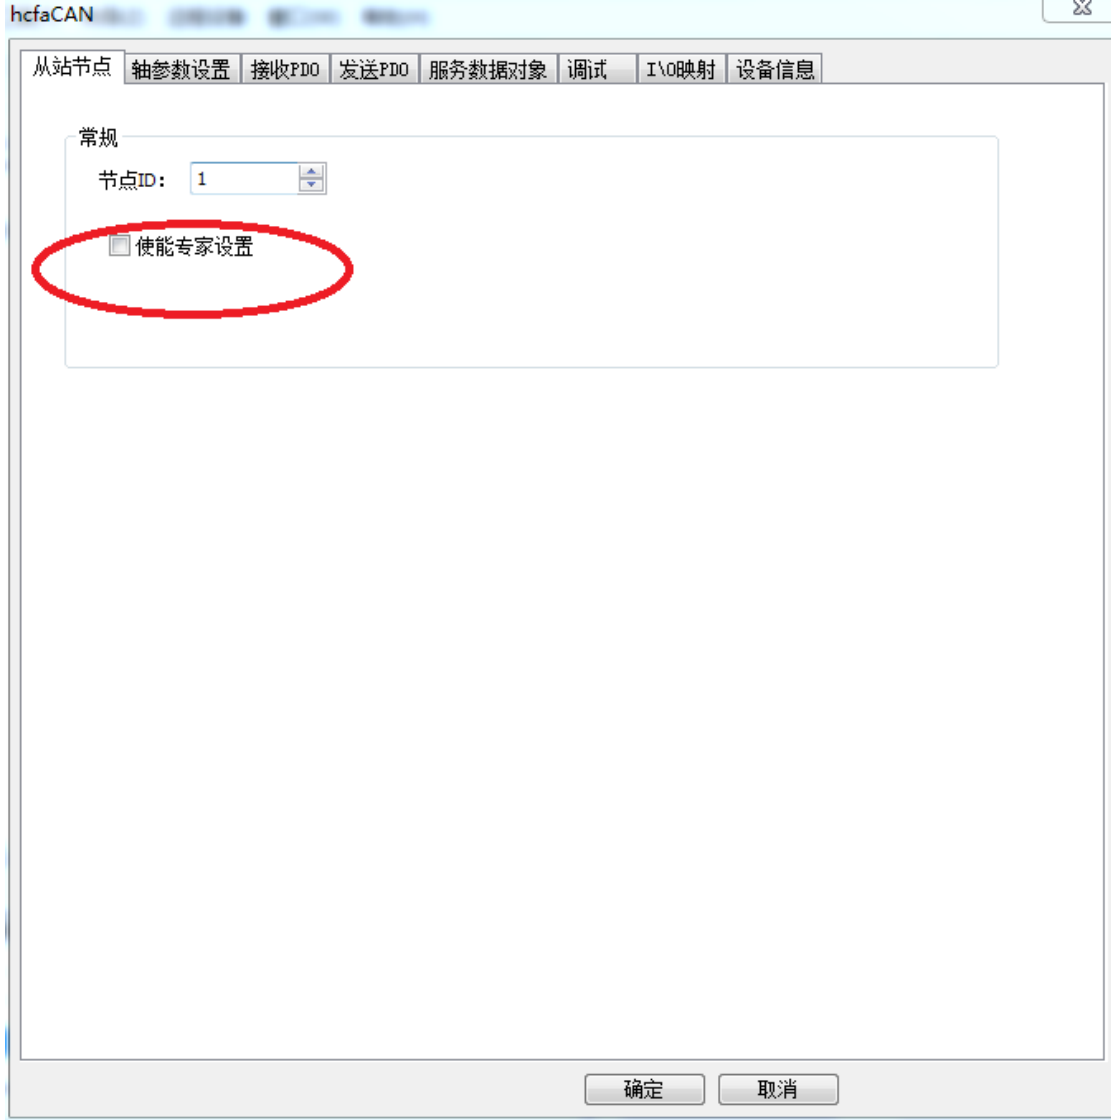 hcfaCAN
从站节点 轴参数设置 接收PDO 发送PDO 服务数据对象 调试 I\O映射 设备信息
常规
节点ID: 1
使能专家设置
确定 取消